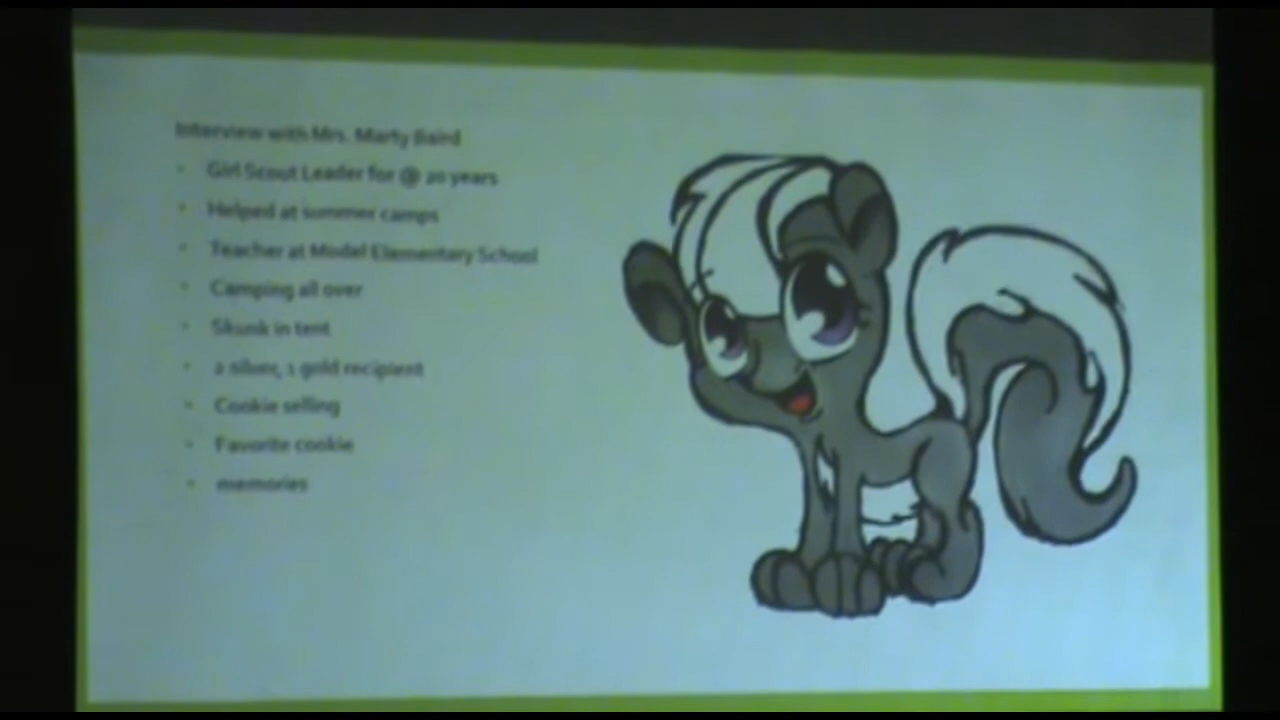 Interview with Mrs. Marty Baird
• Girl Scout Leader for @ 20 years
• Helped at summer camps
• Teacher at Model Elementary School
• Camping all over
• Skunk in tent
• 2 silver, 1 gold recipient
• Cookie selling
• Favorite cookie
• memories